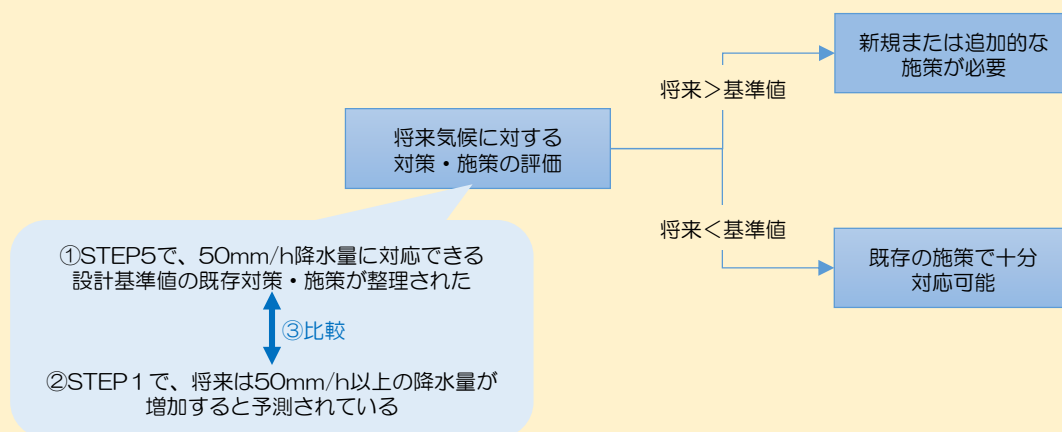 新規または追加的な
施策が必要
将来＞基準値
将来気候に対する
対策・施策の評価
将来＜基準値
既存の施策で十分
対応可能
①STEP5で、50mm/h降水量に対応できる
設計基準値の既存対策・施策が整理された
③比較
②STEP１で、将来は50mm/h以上の降水量が
増加すると予測されている